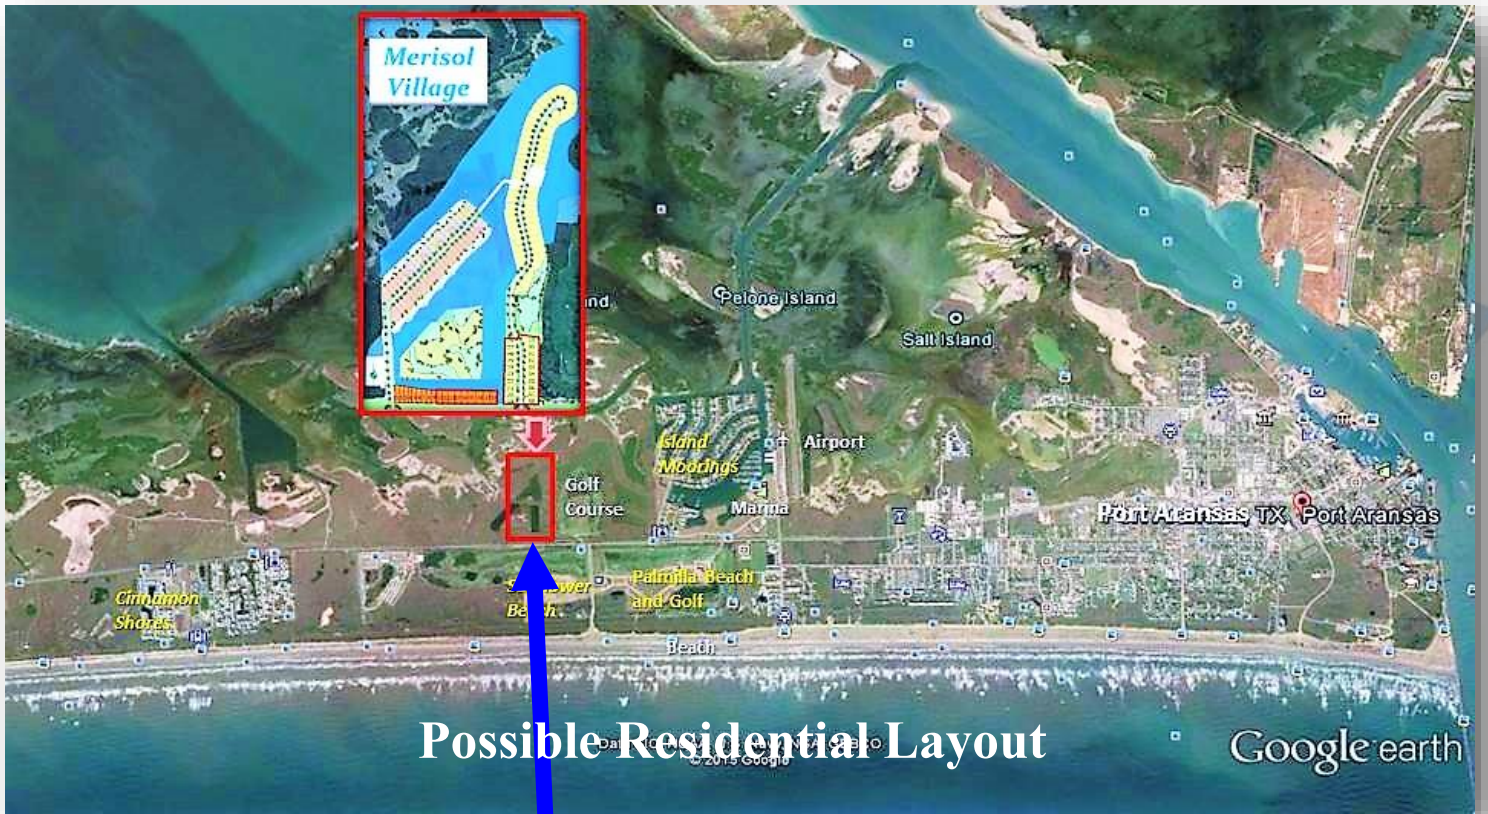 Merisol
Village
Pelone Island
Salt Island
Airport
Island
Moorings
Golf
Course
Marina
Port Aransas, TX
Port Aransas
Palmilla Beach
and Golf
Cinnamon
Shores
Beach
Possible Residential Layout
© 2015 Google
Google earth